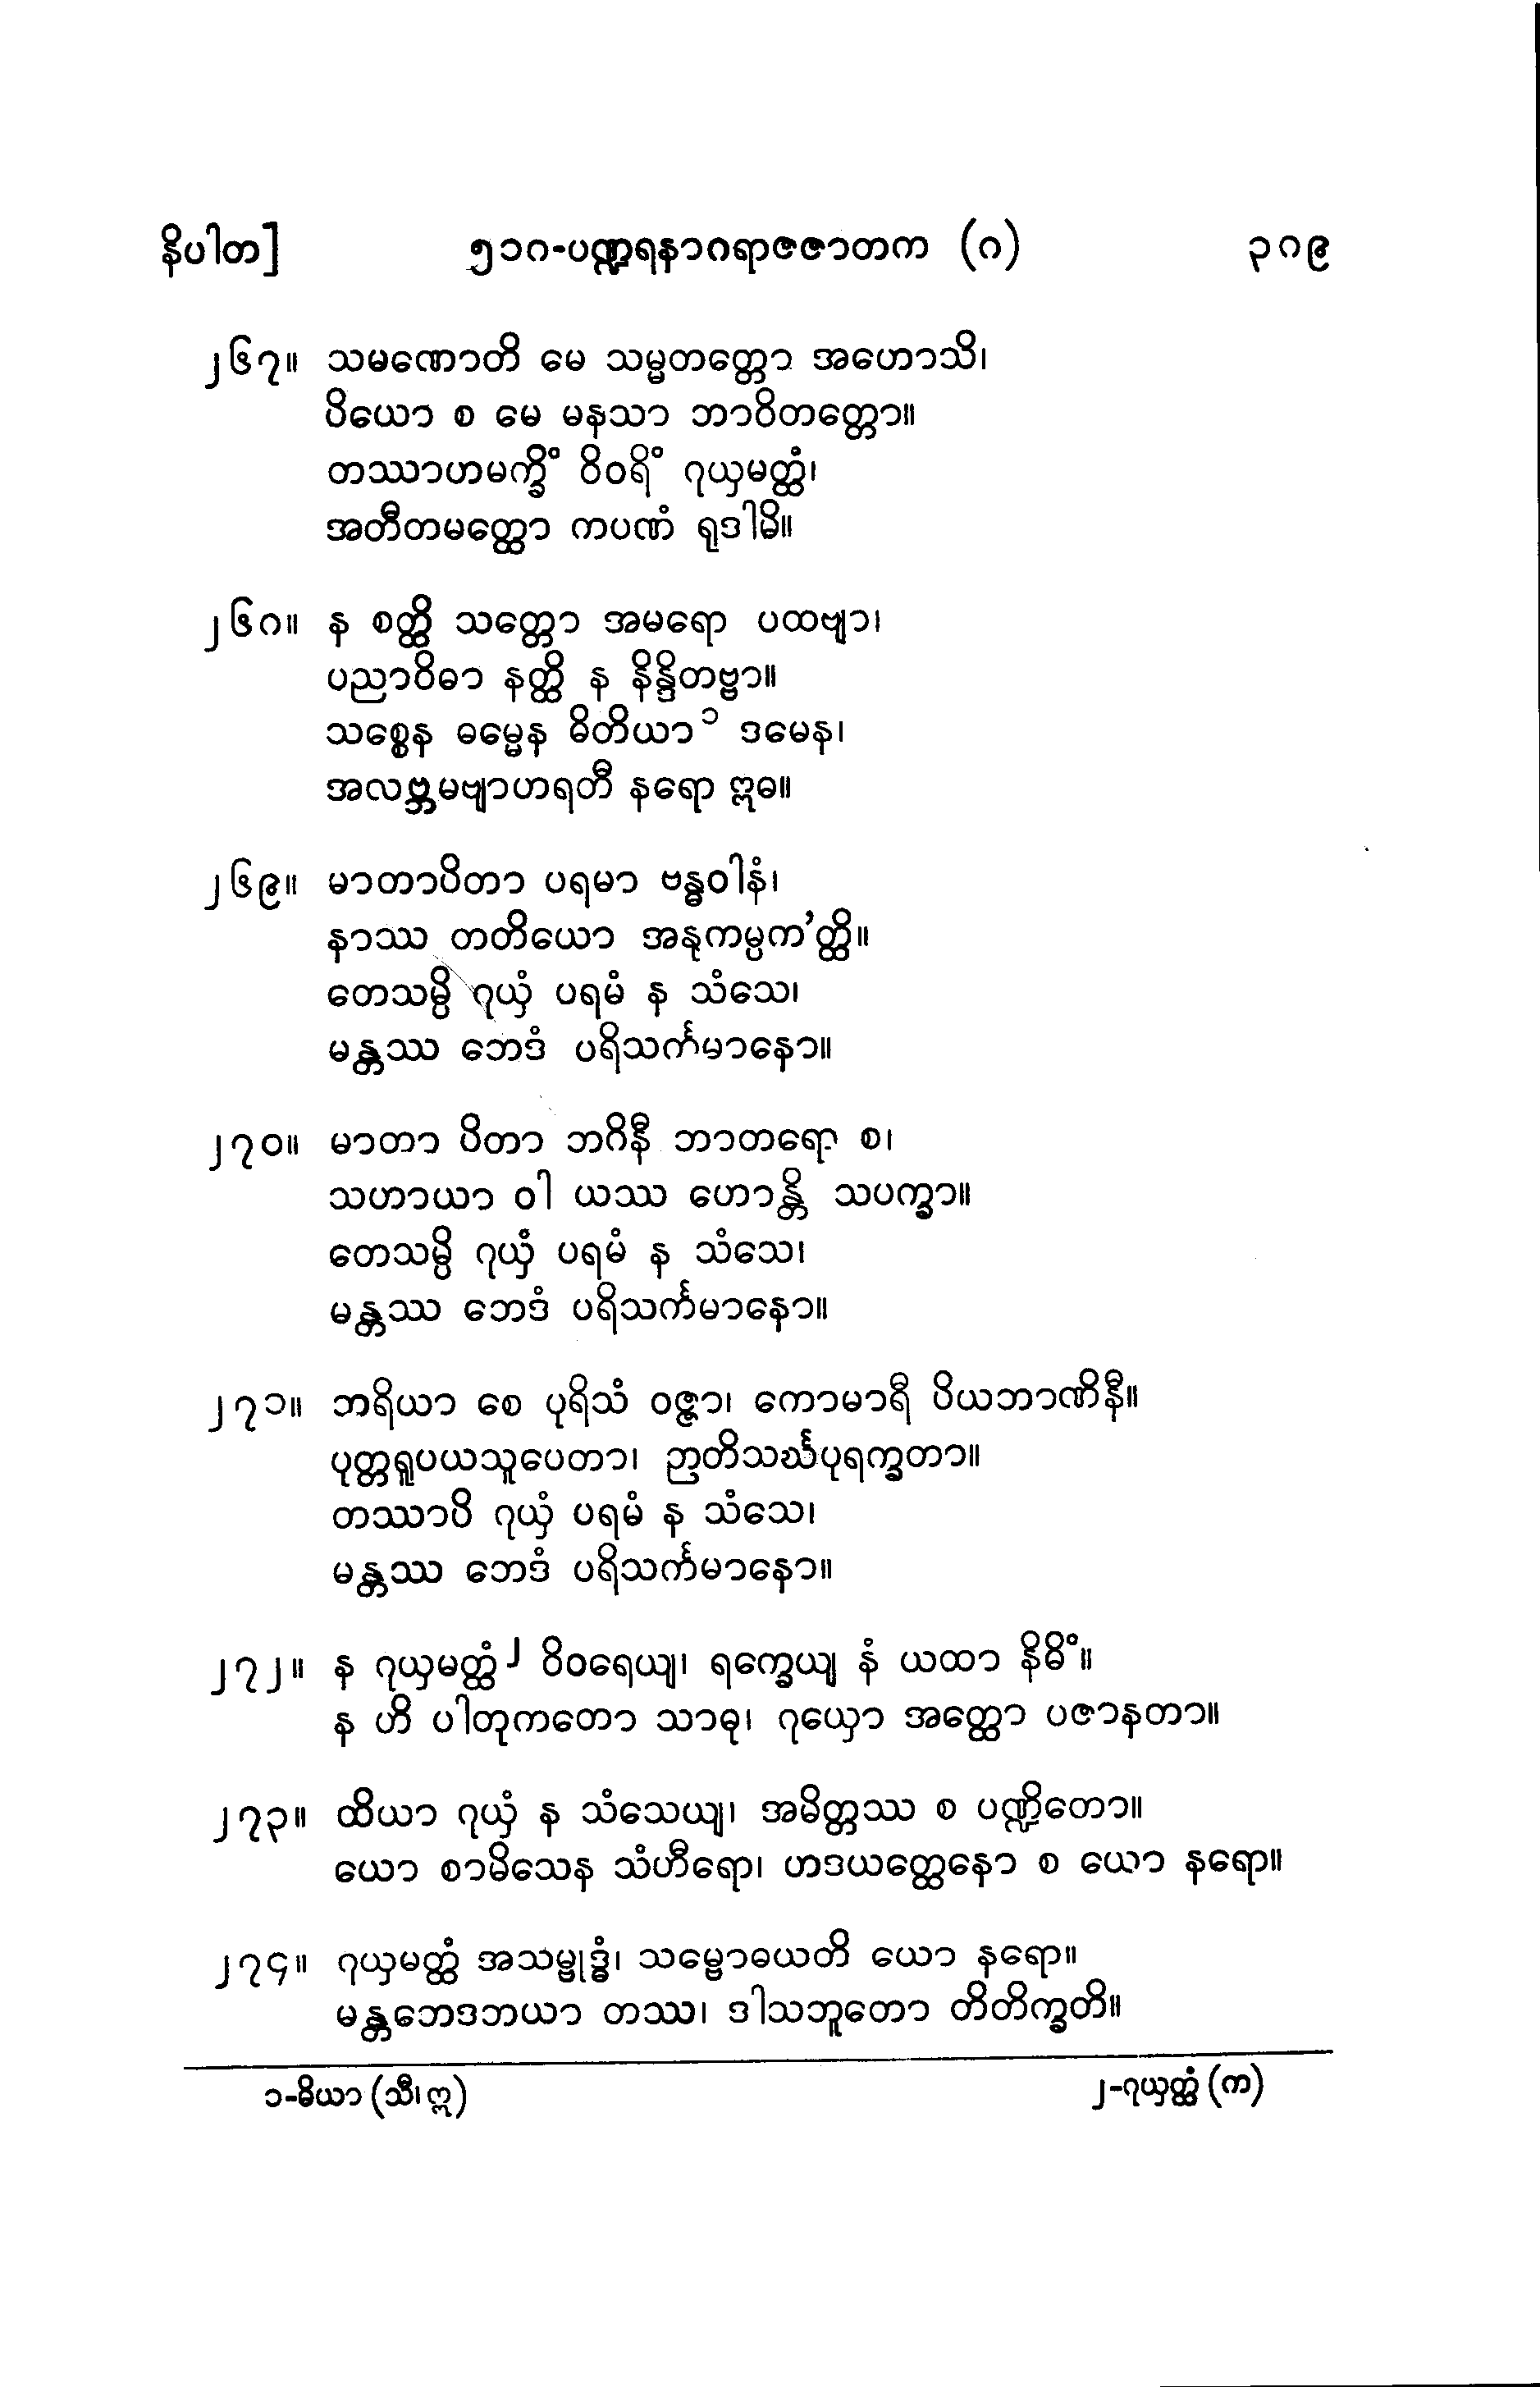 နိပါတ] ၅၁၈-ပဏ္ဍရနာဂရာဇဇာတက (၈) ၃၁၉
၂၆၇။ သမဏောတိ မေ သမ္မတတ္တော အဟောသိ၊
ပိယော စ မေ မနသာ ဘာဝိတတ္တော။
တဿာဟမက္ခိံ ဝိဝရိံ ဂုယှမတ္ထံ၊
အတီတမတ္ထော ကပဏံ ရုဒါမိ။
၂၆၈။ န စတ္ထိ သတ္တော အမရော ပထဗျာ၊
ပညာဝိဓာ နတ္ထိ န နိန္ဒိတဗ္ဗာ။
သစ္စေန ဓမ္မေန ဓိတိယာ ၁ ဒမေန၊
အလဗ္ဘမဗျာဟရတီ နရော ဣဓ။
၂၆၉။ မာတာပိတာ ပရမာ ဗန္ဓဝါနံ၊
နာဿ တတိယော အနုကမ္ပက’တ္ထိ။
တေသမ္ပိ ဂုယှံ ပရမံ န သံသေ၊
မန္တဿ ဘေဒံ ပရိသင်္ကမာနော။
၂၇၀။ မာတာ ပိတာ ဘဂိနီ ဘာတရော စ၊
သဟာယာ ဝါ ယဿ ဟောန္တိ သပက္ခာ။
တေသမ္ပိ ဂုယှံ ပရမံ န သံသေ၊
မန္တဿ ဘေဒံ ပရိသင်္ကမာနော။
၂၇၁။ ဘရိယာ စေ ပုရိသံ ဝဇ္ဇာ၊ ကောမာရီ ပိယဘာဏိနီ။
ပုတ္တရူပယသူပေတာ၊ ဉာတိသင်္ဃပုရက္ခတာ။
တဿာပိ ဂုယှံ ပရမံ န သံသေ၊
မန္တဿ ဘေဒံ ပရိသင်္ကမာနော။
၂၇၂။ န ဂုယှမတ္ထံ ၂ ဝိဝရေယျ၊ ရက္ခေယျ နံ ယထာ နိဓိံ။
န ဟိ ပါတုကတော သာဓု၊ ဂုယှော အတ္ထော ပဇာနတာ။
၂၇၃။ ထိယာ ဂုယှံ န သံသေယျ၊ အမိတ္တဿ စ ပဏ္ဍိတော။
ယော စာမိသေန သံဟီရော၊ ဟဒယတ္ထေနော စ ယော နရော။
၂၇၄။ ဂုယှမတ္ထံ အသမ္ဗုဒ္ဓံ၊ သမ္ဗောဓယတိ ယော နရော။
မန္တဘေဒဘယာ တဿ၊ ဒါသဘူတော တိတိက္ခတိ။
၁-ဓိယာ (သီ၊ ဣ) ၂-ဂုယှတ္ထံ (က)